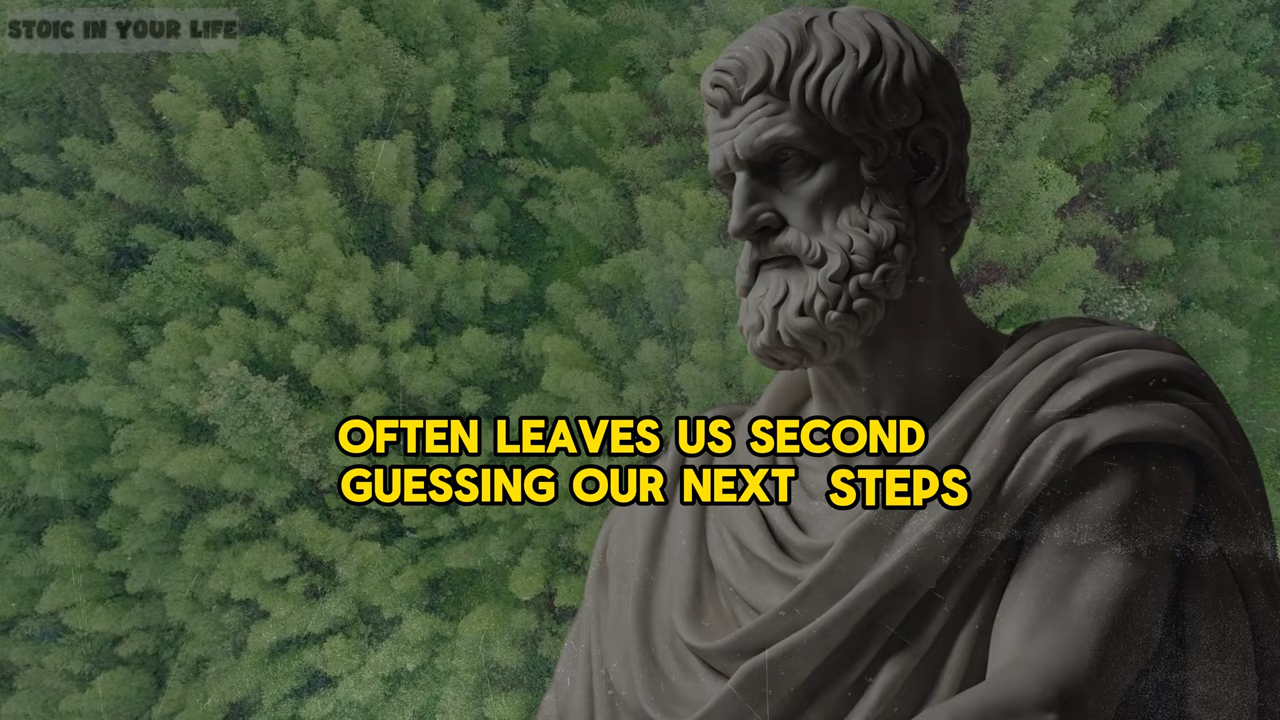 STOIC IN YOUR LIFE
OFTEN LEAVES US SECOND
GUESSING OUR NEXT STEPS